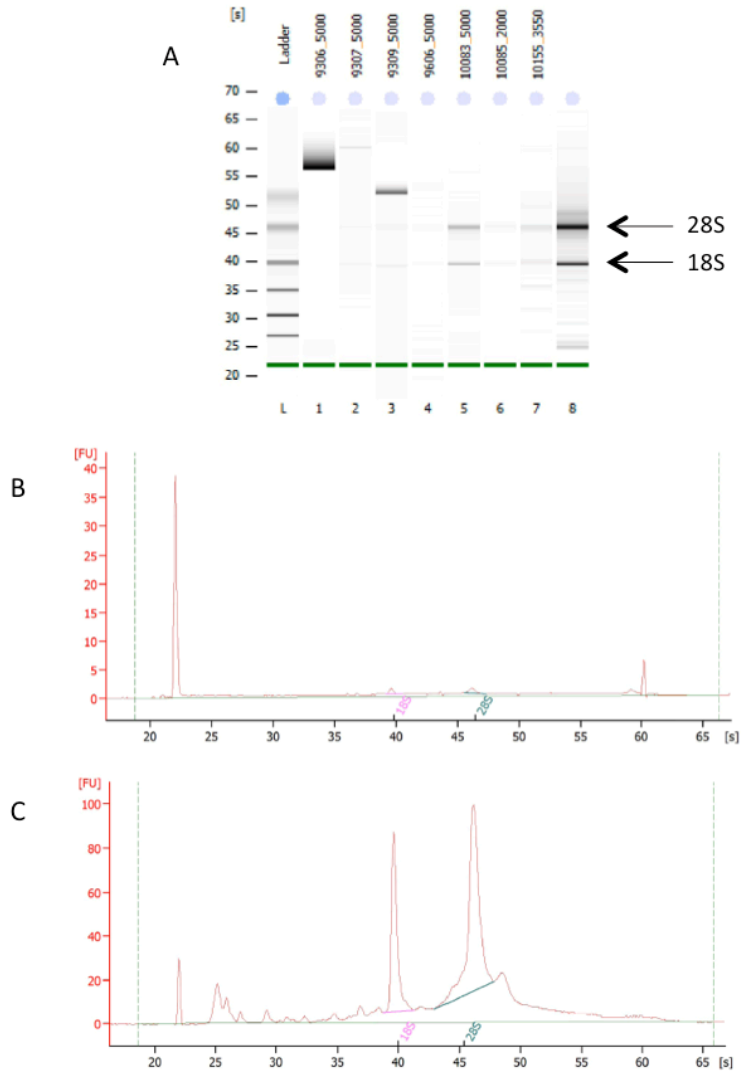 [s]
Ladder
9306_5000
9307_5000
9309_5000
9606_5000
10083_5000
10085_2000
10155_3550
A
70
65
60
55
50
45
40
35
30
25
20
28S
18S
L 1 2 3 4 5 6 7 8
B
[FU]
40
35
30
25
20
15
10
5
0
18S
28S
20 25 30 35 40 45 50 55 60 65 [s]
C
[FU]
100
80
60
40
20
0
18S
28S
20 25 30 35 40 45 50 55 60 65 [s]